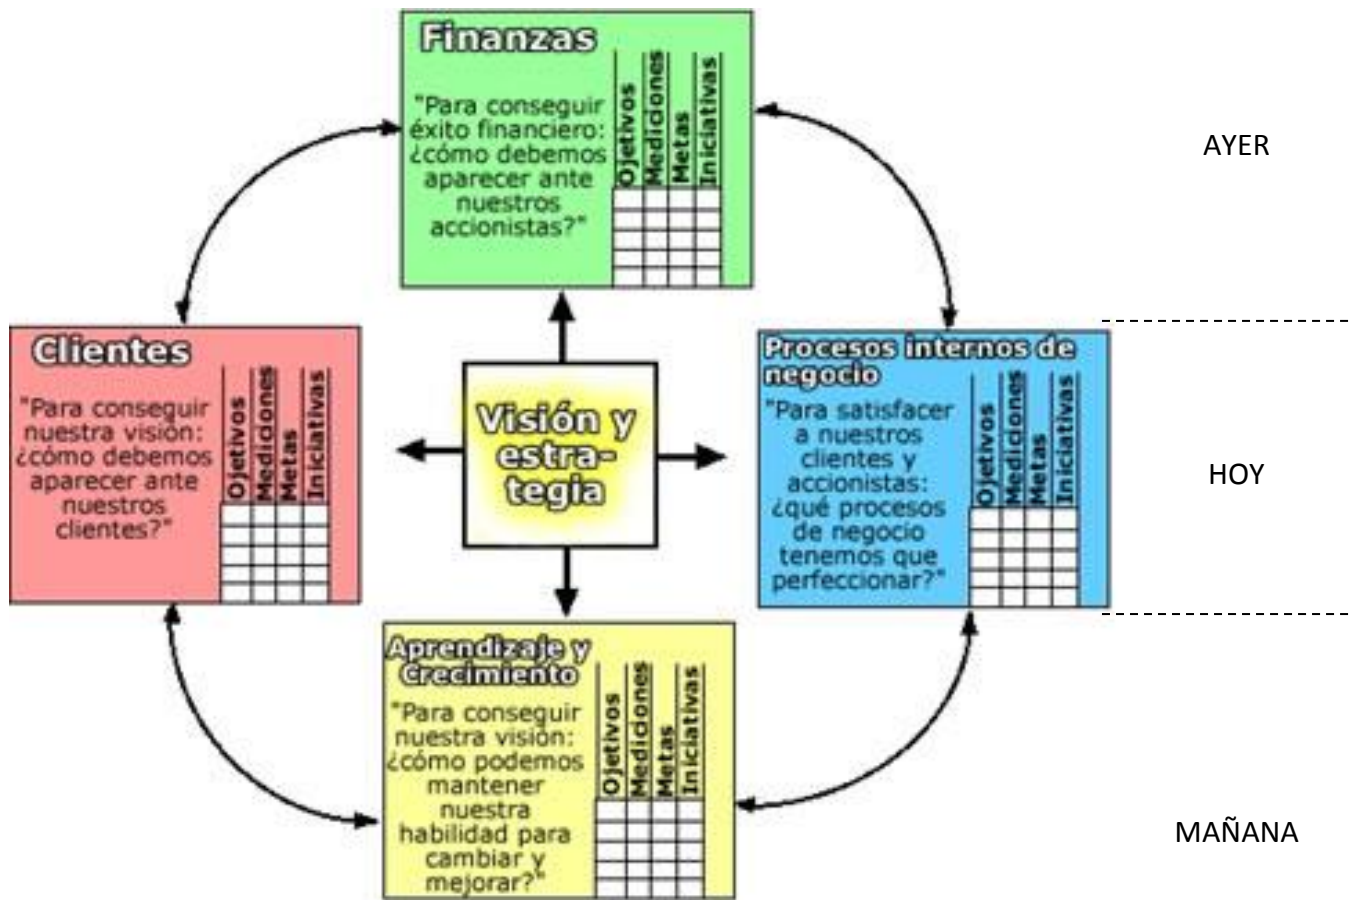 Finanzas
"Para conseguir
éxito financiero:
¿cómo debemos
aparecer ante
nuestros
accionistas?"
Ojetivos
Mediciones
Metas
Iniciativas
AYER
Clientes
"Para conseguir
nuestra visión:
¿cómo debemos
aparecer ante
nuestros
clientes?"
Ojetivos
Mediciones
Metas
Iniciativas
Visión y
estra-
tegia
Procesos internos de
negocio
"Para satisfacer
a nuestros
clientes y
accionistas:
¿qué procesos
de negocio
tenemos que
perfeccionar?"
Ojetivos
Mediciones
Metas
Iniciativas
HOY
Aprendizaje y
Crecimiento
"Para conseguir
nuestra visión:
¿cómo podemos
mantener
nuestra
habilidad para
cambiar y
mejorar?"
Ojetivos
Mediciones
Metas
Iniciativas
MAÑANA